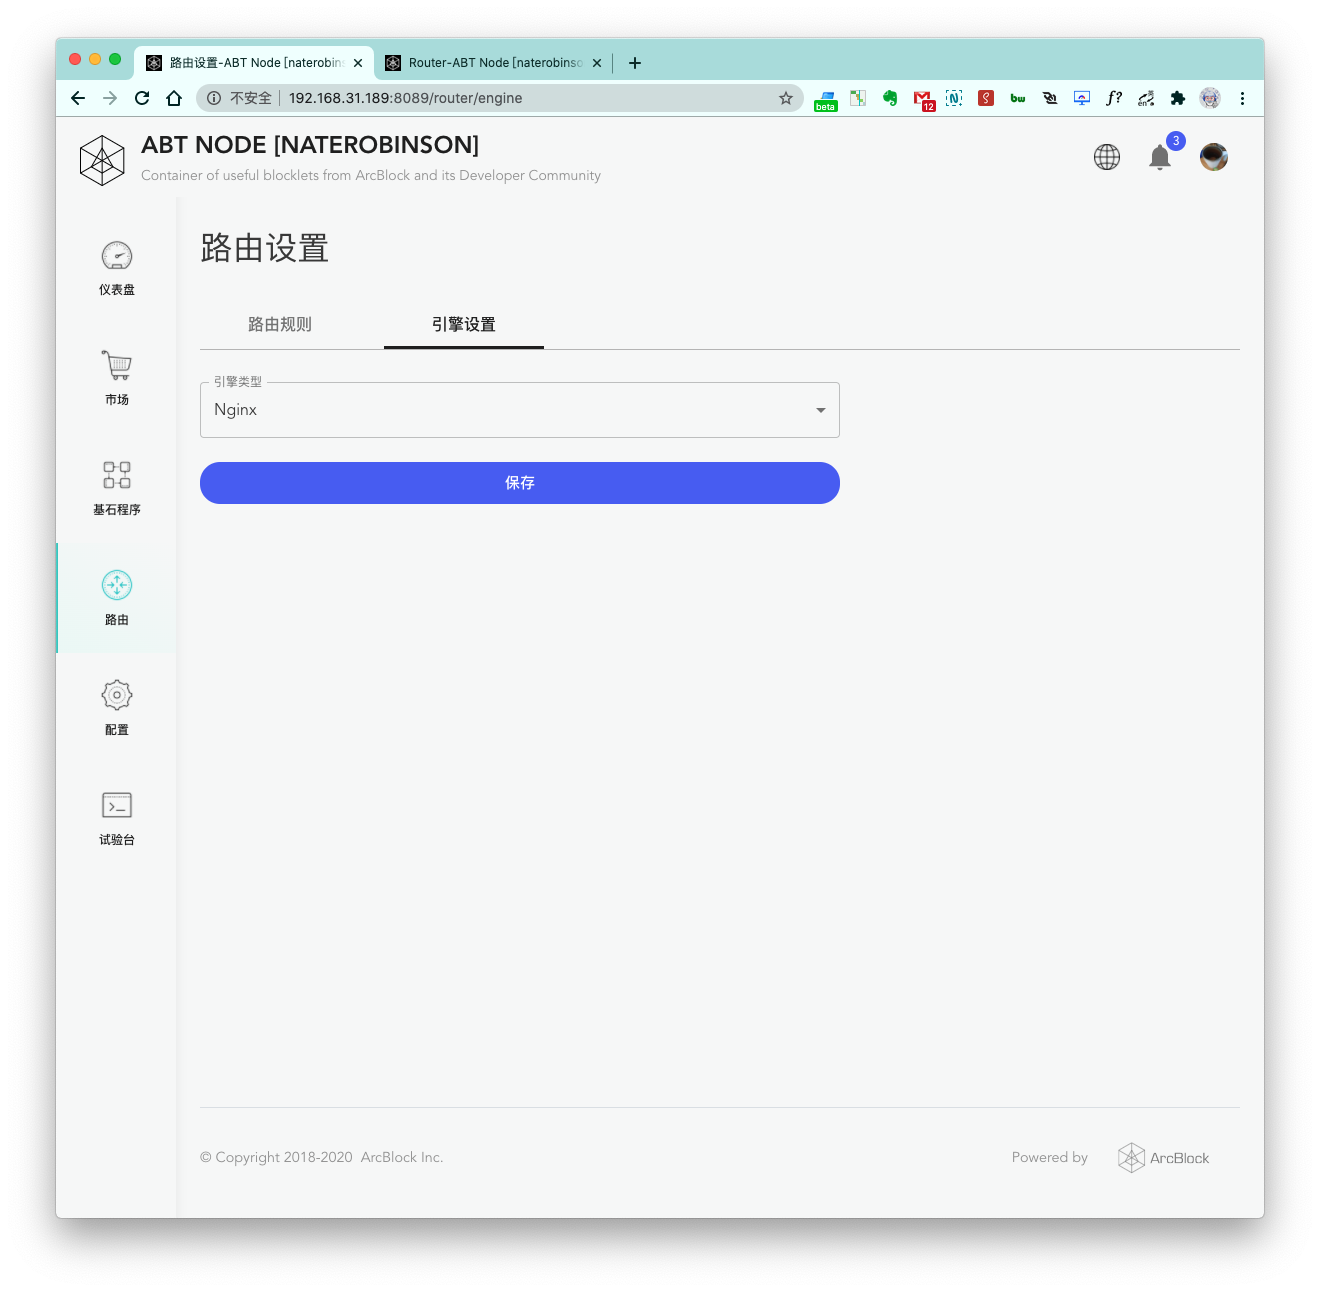 路由设置-ABT Node [naterobins
Router-ABT Node [naterobinso
不安全
192.168.31.189:8089/router/engine
beta
12
N
S
bw
f?
en
英
ABT NODE [NATEROBINSON]
Container of useful blocklets from ArcBlock and its Developer Community
3
仪表盘
市场
基石程序
路由
配置
试验台
路由设置
路由规则
引擎设置
引擎类型
Nginx
保存
© Copyright 2018-2020 ArcBlock Inc.
Powered by
ArcBlock